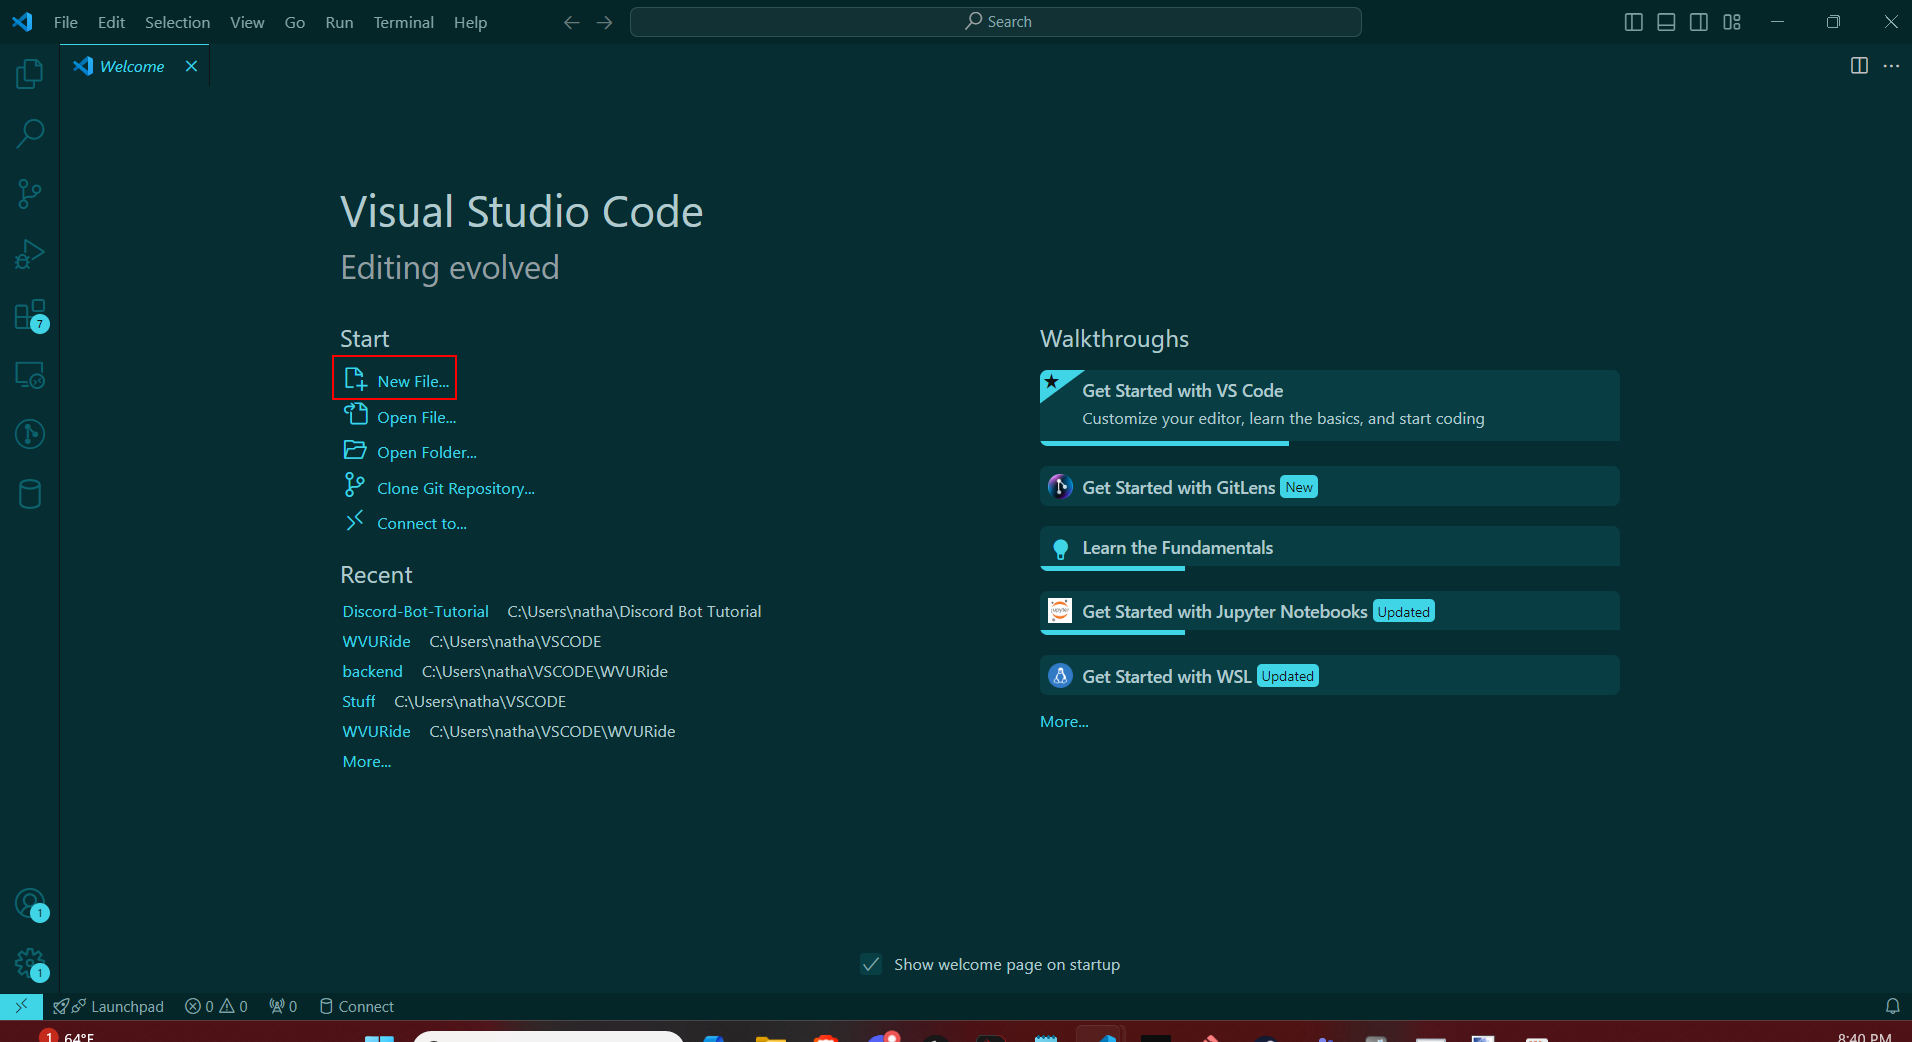 File Edit Selection View Go Run Terminal Help
Search
Welcome
7
Visual Studio Code
Editing evolved
Start
New File...
Open File...
Open Folder...
Clone Git Repository...
Connect to...
Recent
Discord-Bot-Tutorial C:\Users\natha\Discord Bot Tutorial
WVURide C:\Users\natha\VSCODE
backend C:\Users\natha\VSCODE\WVURide
Stuff C:\Users\natha\VSCODE
WVURide C:\Users\natha\VSCODE\WVURide
More...
Walkthroughs
Get Started with VS Code
Customize your editor, learn the basics, and start coding
Get Started with GitLens New
Learn the Fundamentals
Get Started with Jupyter Notebooks Updated
Get Started with WSL Updated
More...
1
1
Show welcome page on startup
Launchpad 0 0 0 Connect
1 64°F
8:40 PM